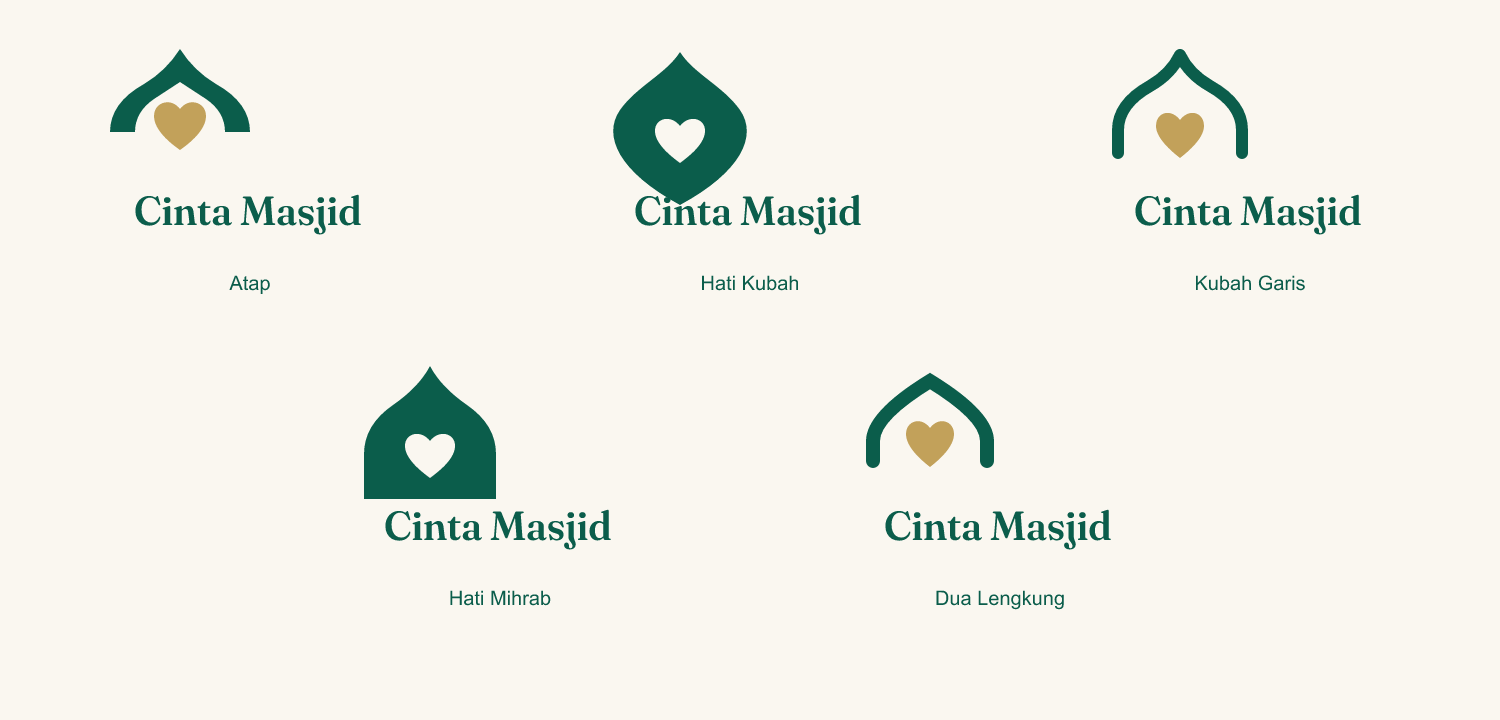 Cinta Masjid
Atap
Cinta Masjid
Hati Kubah
Cinta Masjid
Kubah Garis
Cinta Masjid
Hati Mihrab
Cinta Masjid
Dua Lengkung